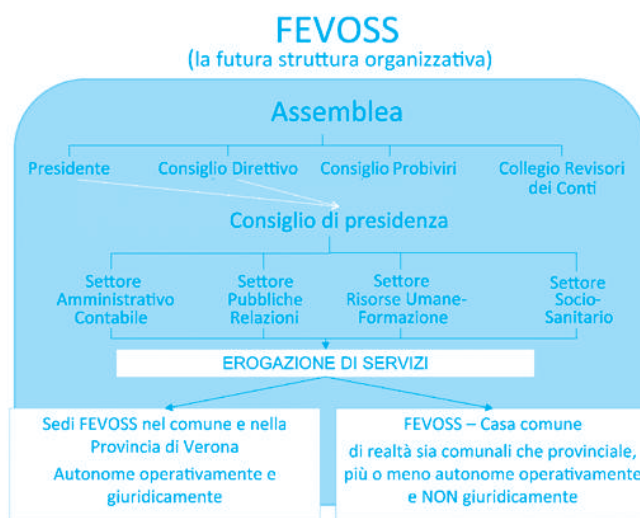 FEVOSS
(la futura struttura organizzativa)
Assemblea
Presidente
Consiglio Direttivo
Consiglio Probiviri
Collegio Revisori
dei Conti
Consiglio di presidenza
Settore
Amministrativo
Contabile
Settore
Pubbliche
Relazioni
Settore
Risorse Umane-
Formazione
Settore
Socio-
Sanitario
EROGAZIONE DI SERVIZI
Sedi FEVOSS nel comune e nella
Provincia di Verona
Autonome operativamente e
giuridicamente
FEVOSS – Casa comune
di realtà sia comunali che provinciale,
più o meno autonome operativamente
e NON giuridicamente